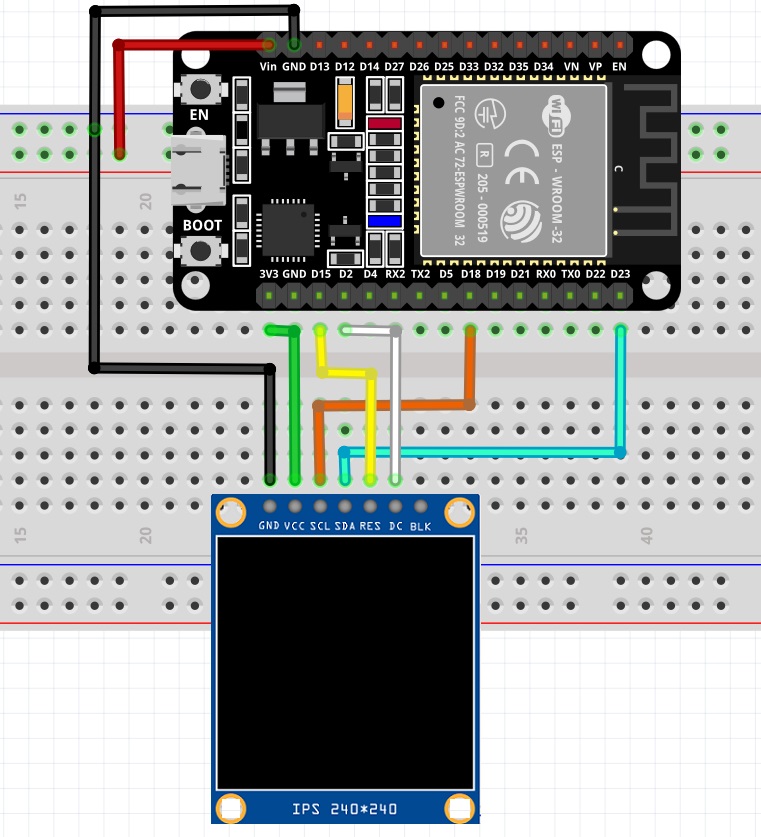 Vin GND D13 D12 D14 D27 D26 D25 D33 D32 D35 D34 VN VP EN
EN
FCC 9D:2 AC 72-ESPWROOM 32
R
205 - 000519
CE
WiFi
ESP - WROOM -32
C
15
20
BOOT
3V3 GND D15 D2 D4 RX2 TX2 D5 D18 D19 D21 RX0 TX0 D22 D23
GND VCC SCL SDA RES DC BLK
15
20
35
40
IPS 240*240